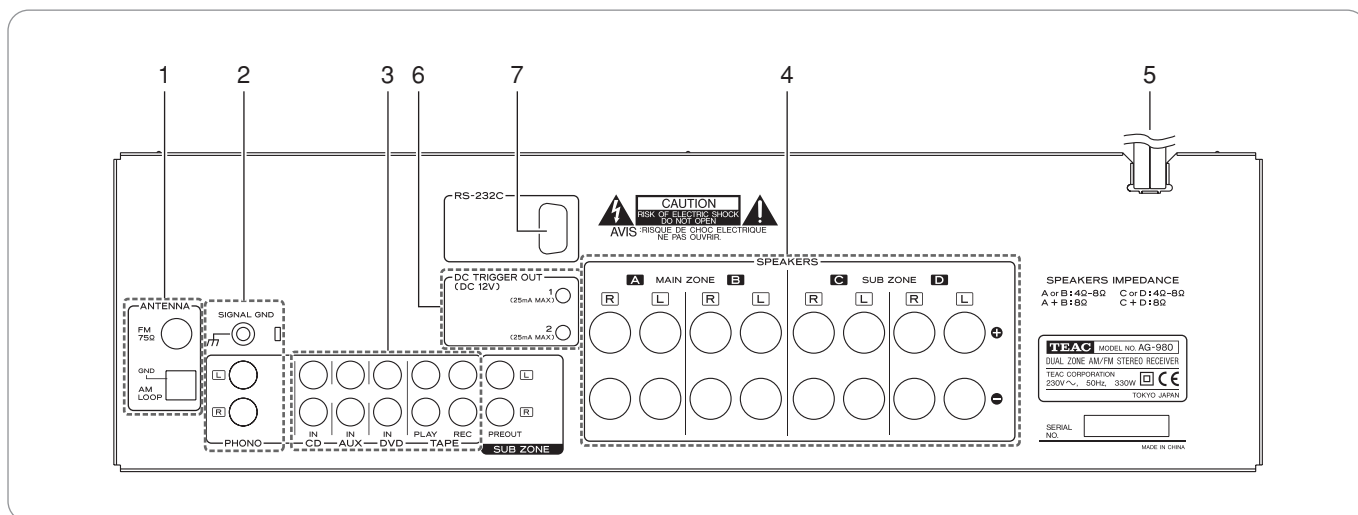 1 2 3 6 7 4 5
RS-232C
CAUTION
RISK OF ELECTRIC SHOCK
DO NOT OPEN
AVIS :RISQUE DE CHOC ELECTRIQUE
NE PAS OUVRIR.
DC TRIGGER OUT
(DC 12V)
1
(25mA MAX)
2
(25mA MAX)
SPEAKERS
A MAIN ZONE B C SUB ZONE D
R L R L R L R L
+
−
ANTENNA
FM
75Ω
GND
AM
LOOP
SIGNAL GND
L
R
PHONO
IN IN IN PLAY REC PREOUT
CD AUX DVD TAPE
L
R
SUB ZONE
SPEAKERS IMPEDANCE
A or B:4Ω-8Ω C or D:4Ω-8Ω
A + B:8Ω C + D:8Ω
TEAC MODEL NO. AG-980
DUAL ZONE AM/FM STEREO RECEIVER
TEAC CORPORATION
230V～, 50Hz, 330W CE
TOKYO JAPAN
SERIAL
NO.
MADE IN CHINA